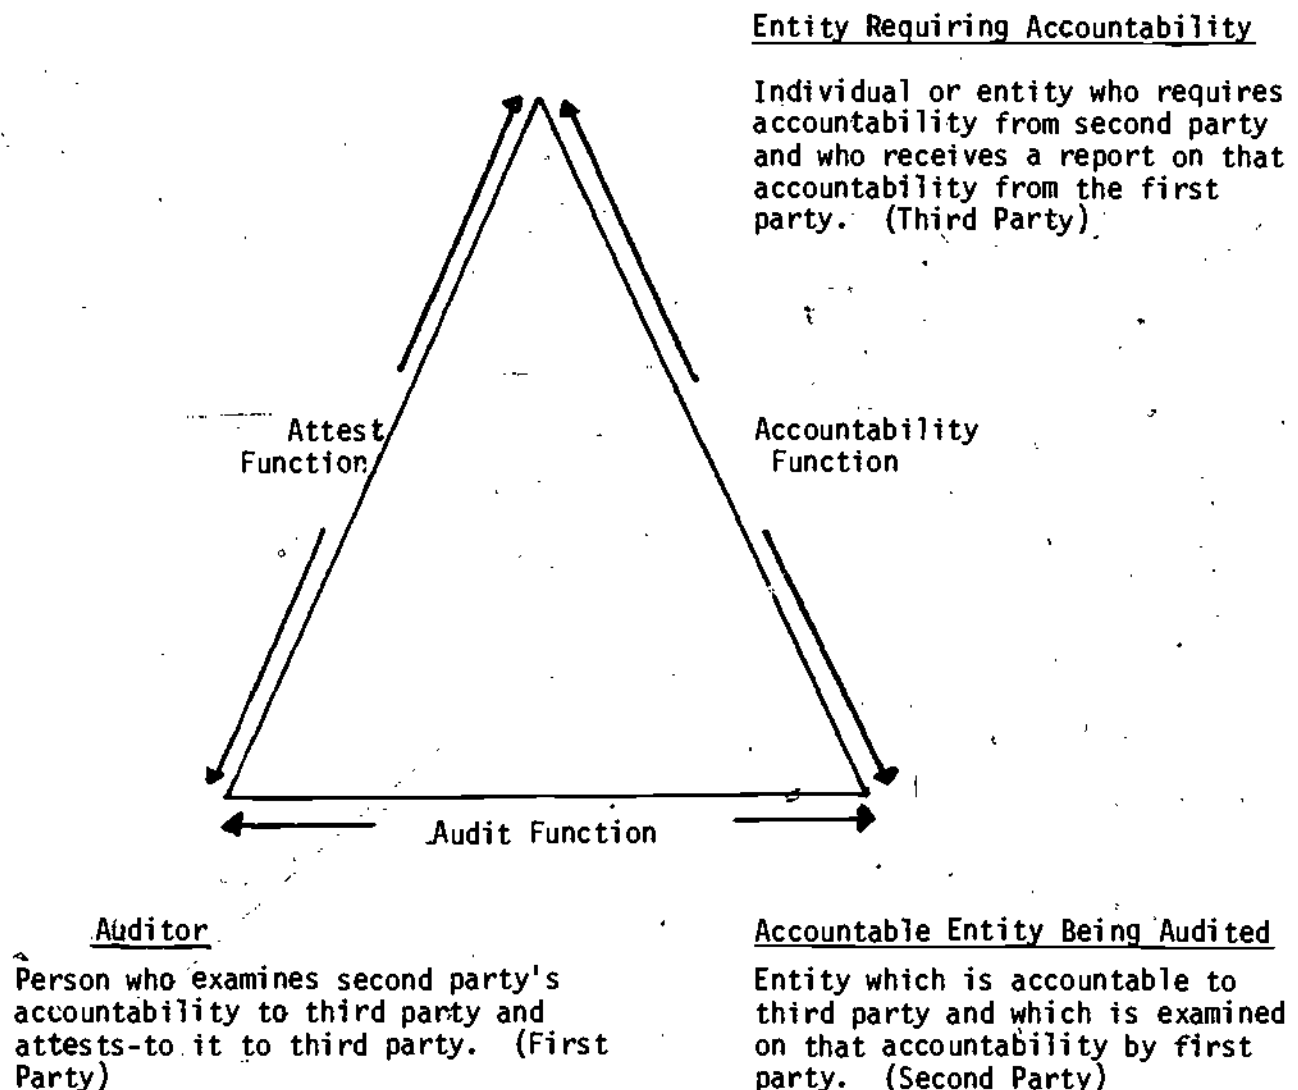 Entity Requiring Accountability
Individual or entity who requires
accountability from second party
and who receives a report on that
accountability from the first
party. (Third Party)
Attest
Function
Accountability
Function
Audit Function
Auditor
Person who examines second party's
accountability to third party and
attests-to it to third party. (First
Party)
Accountable Entity Being Audited
Entity which is accountable to
third party and which is examined
on that accountability by first
party. (Second Party)